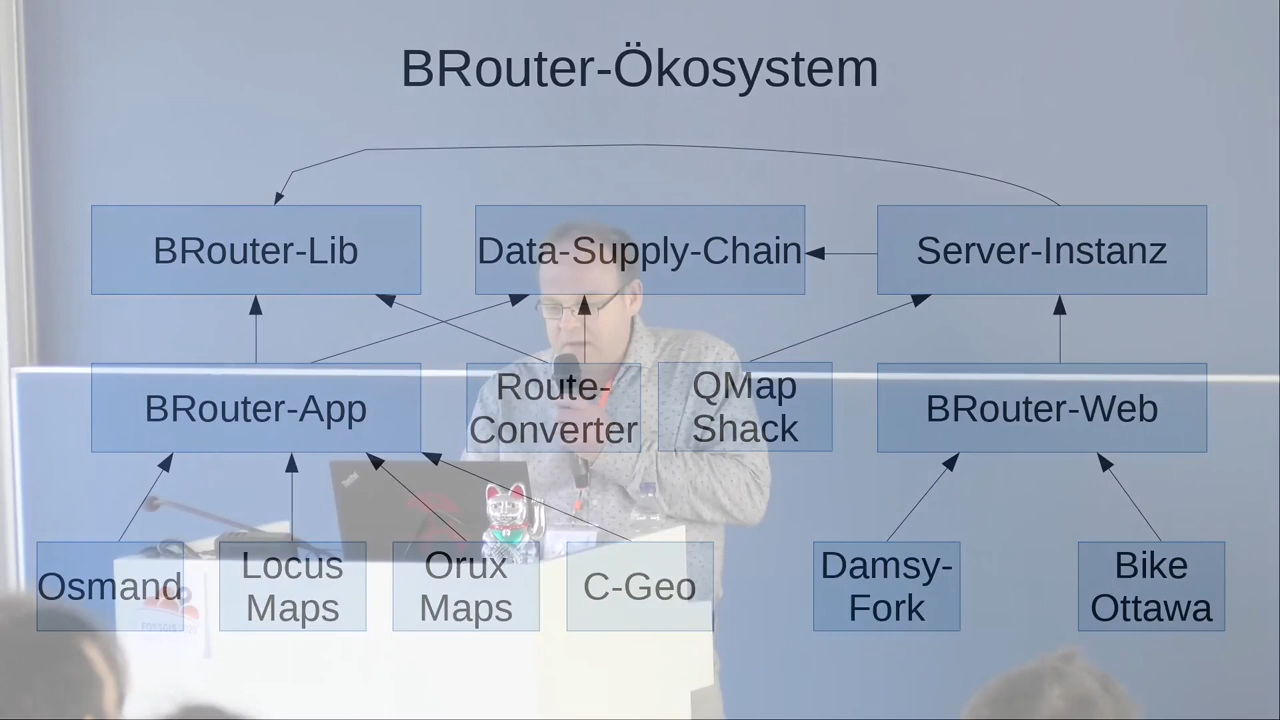 BRouter-Ökosystem
BRouter-Lib
Data-Supply-Chain
Server-Instanz
BRouter-App
Route-
Converter
QMap
Shack
BRouter-Web
Osmand
Locus
Maps
Orux
Maps
C-Geo
Damsy-
Fork
Bike
Ottawa